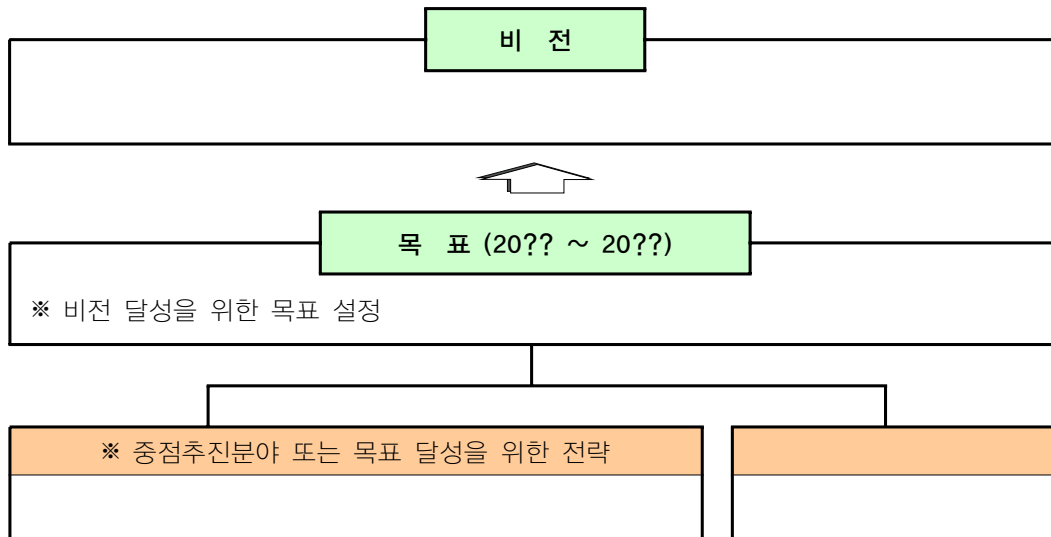 비 전
목 표 (20?? ~ 20??)
※ 비전 달성을 위한 목표 설정
※ 중점추진분야 또는 목표 달성을 위한 전략